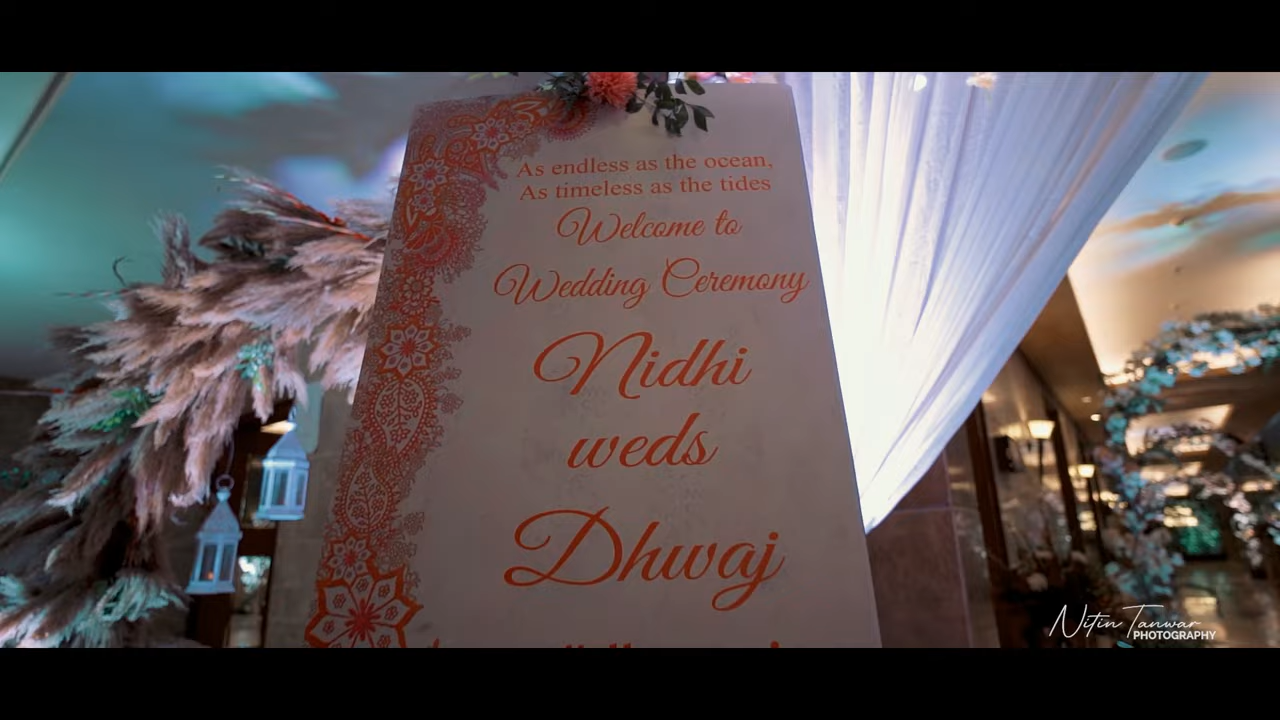 As endless as the ocean,
As timeless as the tides
Welcome to
Wedding Ceremony
Nidhi
weds
Dhwaj
Nitin Tanwar
PHOTOGRAPHY